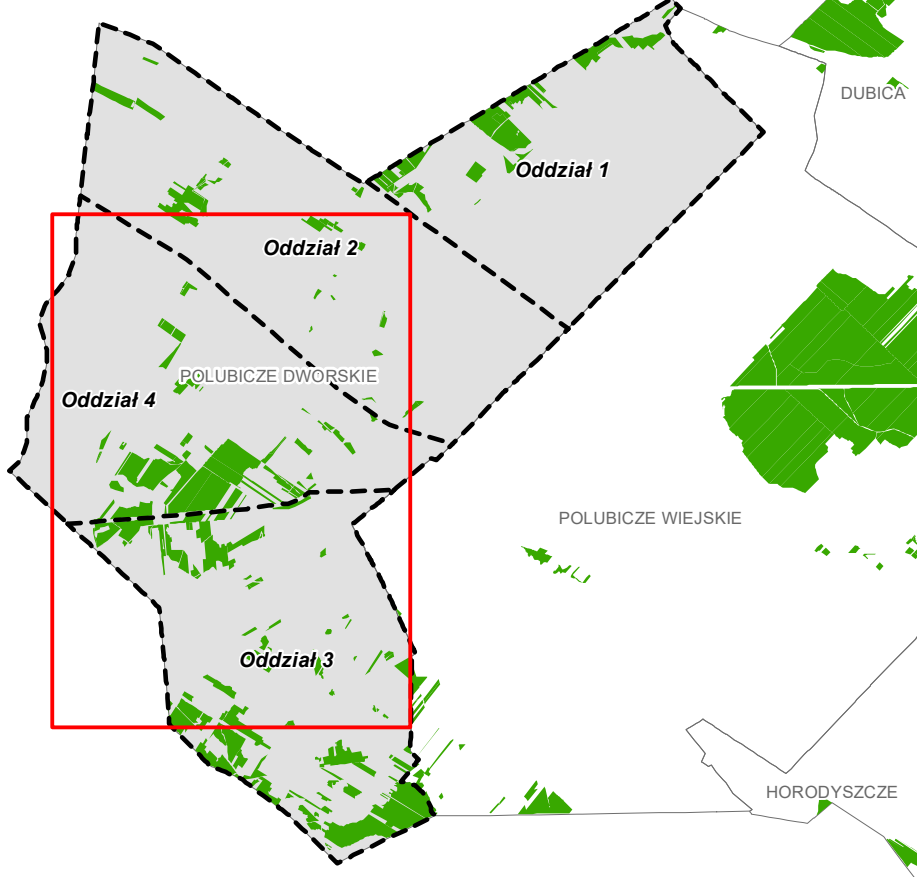 DUBICA
Oddział 1
Oddział 2
POLUBICZE DWORSKIE
Oddział 4
POLUBICZE WIEJSKIE
Oddział 3
HORODYSZCZE